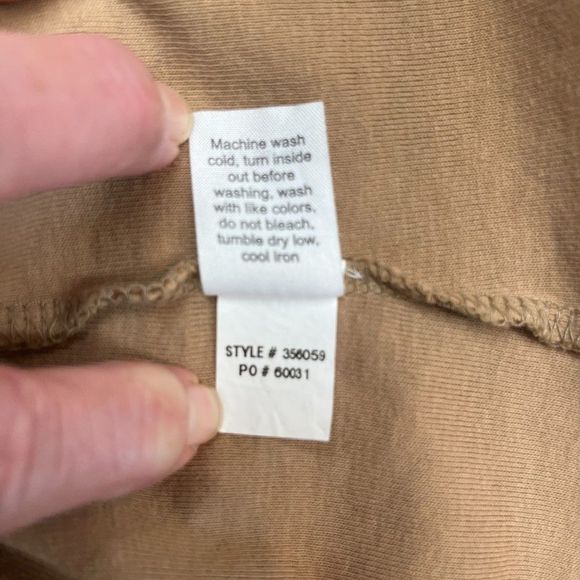 Machine wash
cold, turn inside
out before
washing, wash
with like colors,
do not bleach,
tumble dry low,
cool iron
STYLE # 356059
PO # 60031